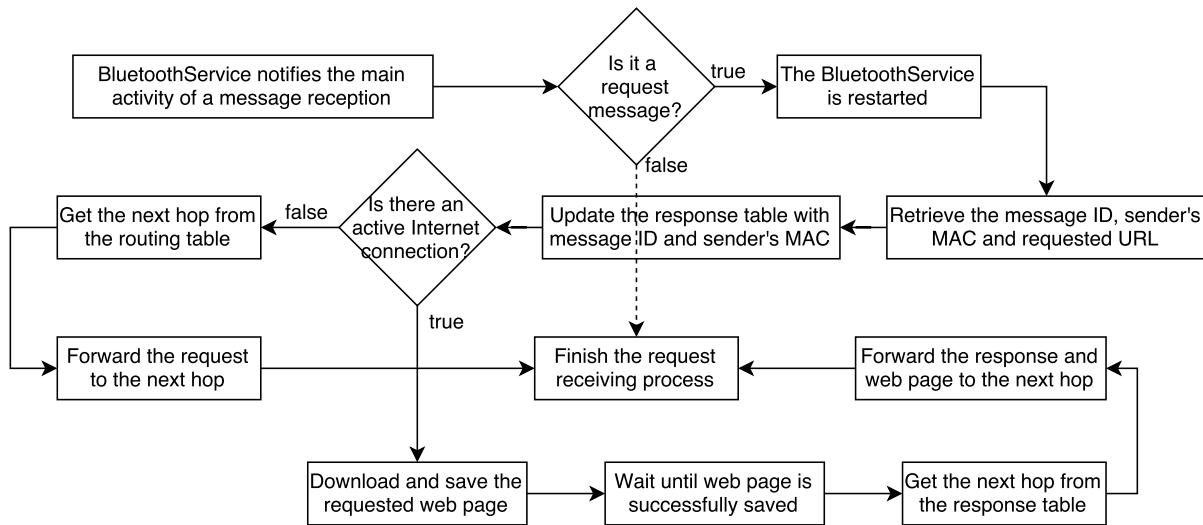 BluetoothService notifies the main
activity of a message reception
Is it a
request
message?
true
The BluetoothService
is restarted
false
Retrieve the message ID, sender's
MAC and requested URL
Update the response table with
message ID and sender's MAC
Is there an
active Internet
connection?
false
Get the next hop from
the routing table
true
Forward the request
to the next hop
Finish the request
receiving process
Forward the response and
web page to the next hop
Download and save the
requested web page
Wait until web page is
successfully saved
Get the next hop from
the response table